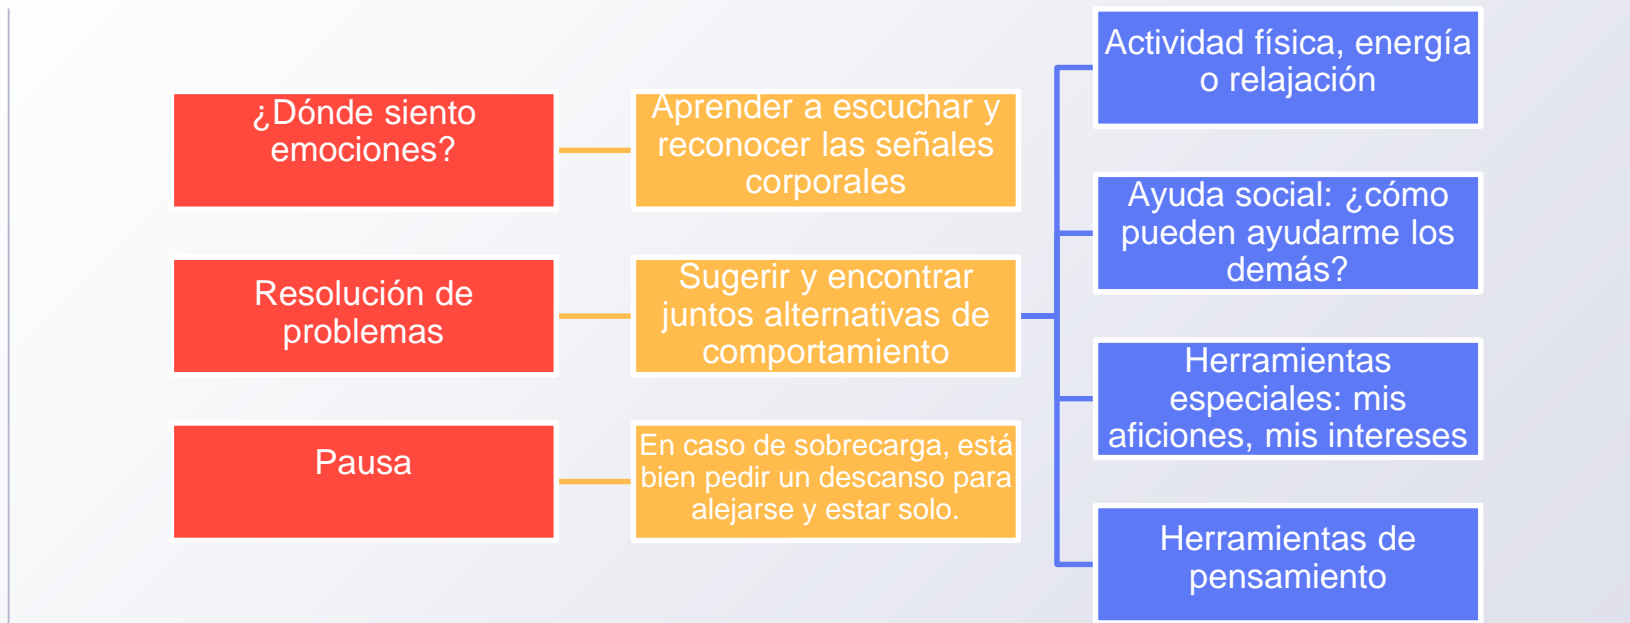 ¿Dónde siento
emociones?
Aprender a escuchar y
reconocer las señales
corporales
Resolución de
problemas
Sugerir y encontrar
juntos alternativas de
comportamiento
Actividad física, energía
o relajación
Ayuda social: ¿cómo
pueden ayudarme los
demás?
Herramientas
especiales: mis
aficiones, mis intereses
Herramientas de
pensamiento
Pausa
En caso de sobrecarga, está
bien pedir un descanso para
alejarse y estar solo.